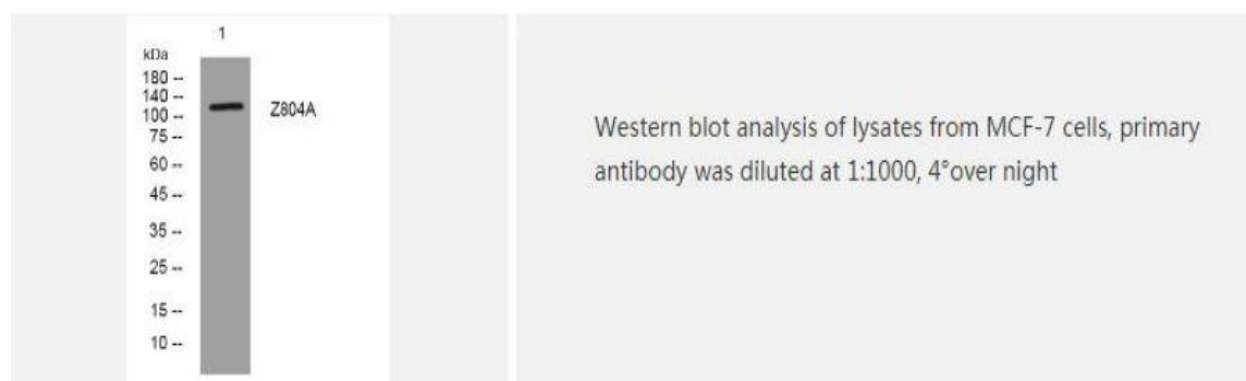 1
kDa
180 --
140 --
100 --
Z804A
75 --
60 --
45 --
35 --
25 --
15 --
10 --
Western blot analysis of lysates from MCF-7 cells, primary
antibody was diluted at 1:1000, 4°over night